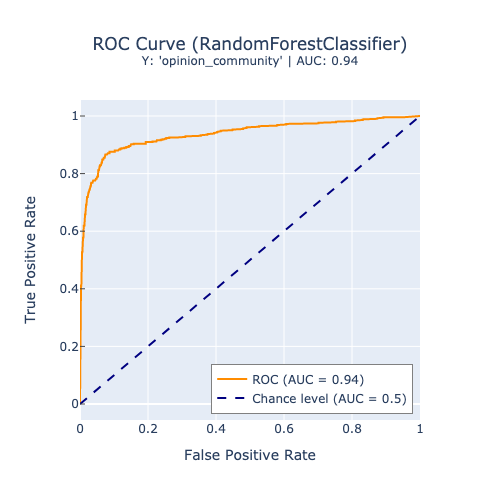 ROC Curve (RandomForestClassifier)
Y: 'opinion_community' | AUC: 0.94
True Positive Rate
1
0.8
0.6
0.4
0.2
0
ROC (AUC = 0.94)
Chance level (AUC = 0.5)
0 0.2 0.4 0.6 0.8 1
False Positive Rate